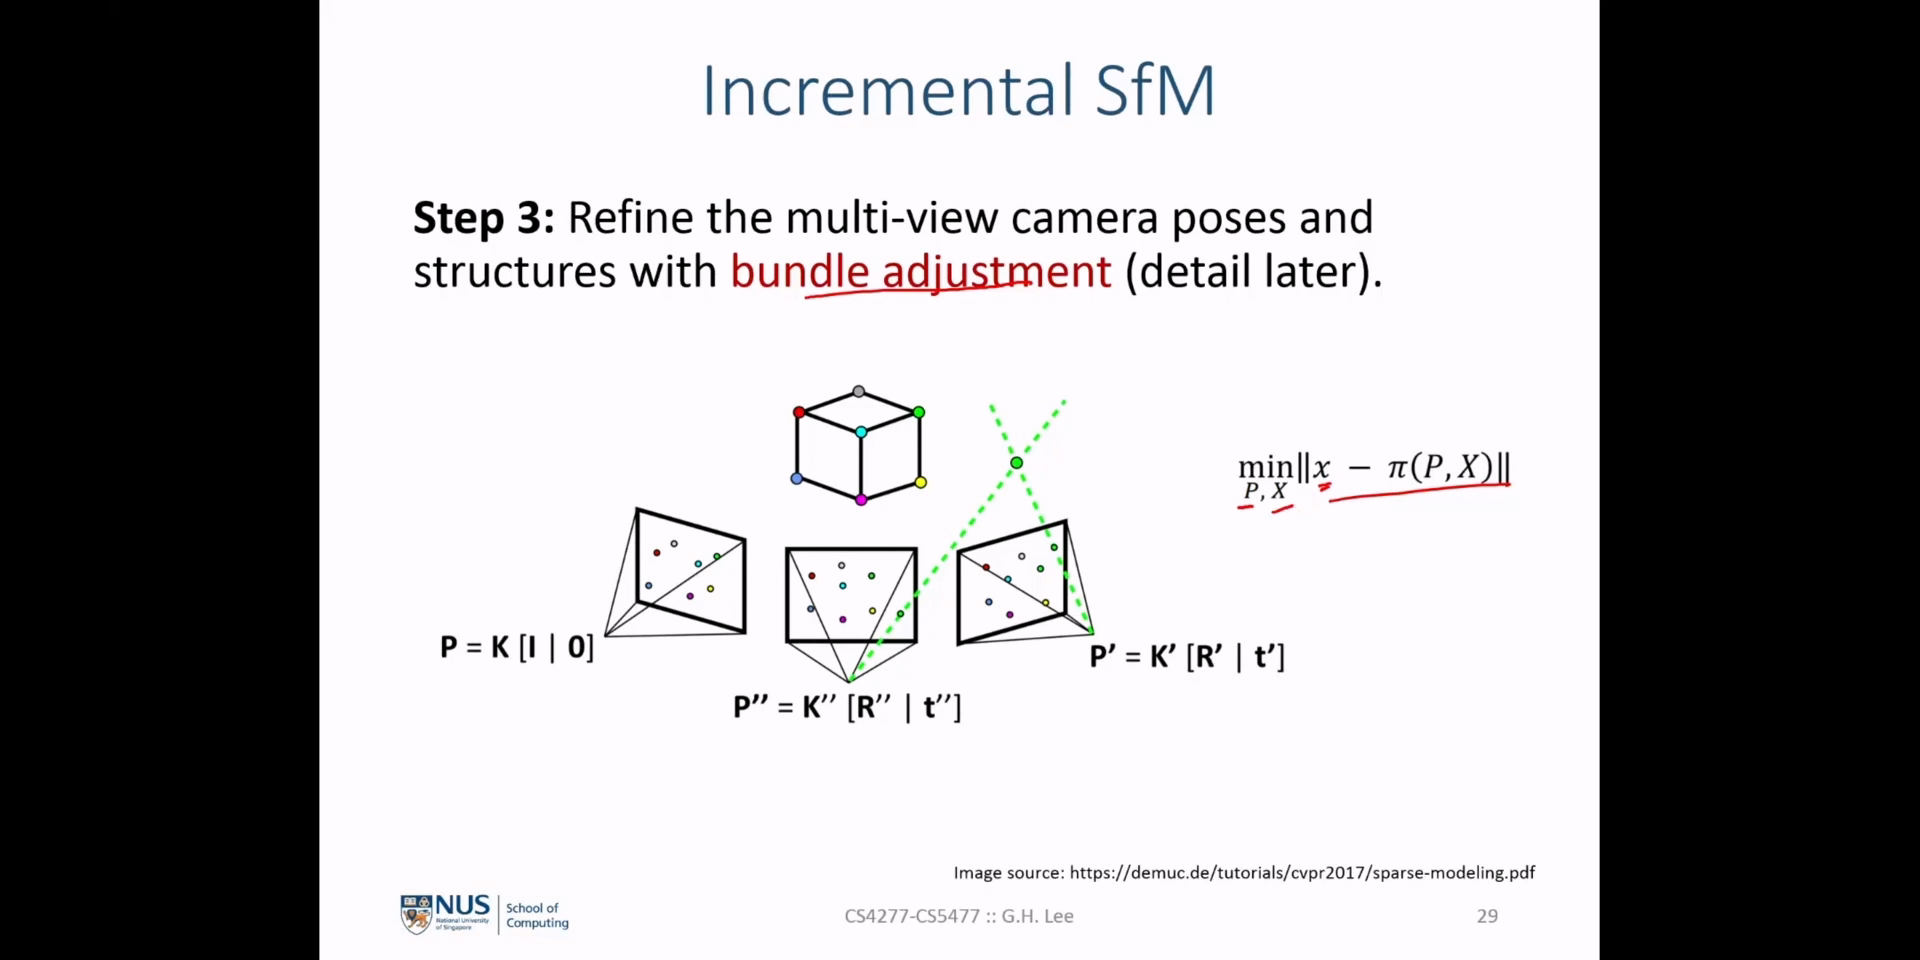 Incremental SfM
Step 3: Refine the multi-view camera poses and
structures with bundle adjustment (detail later).
min‖x − π(P, X)‖
P, X
P = K [I | 0]
P’ = K’ [R’ | t’]
P’’ = K’’ [R’’ | t’’]
Image source: https://demuc.de/tutorials/cvpr2017/sparse-modeling.pdf
NUS
National University
of Singapore
School of
Computing
CS4277-CS5477 :: G.H. Lee
29